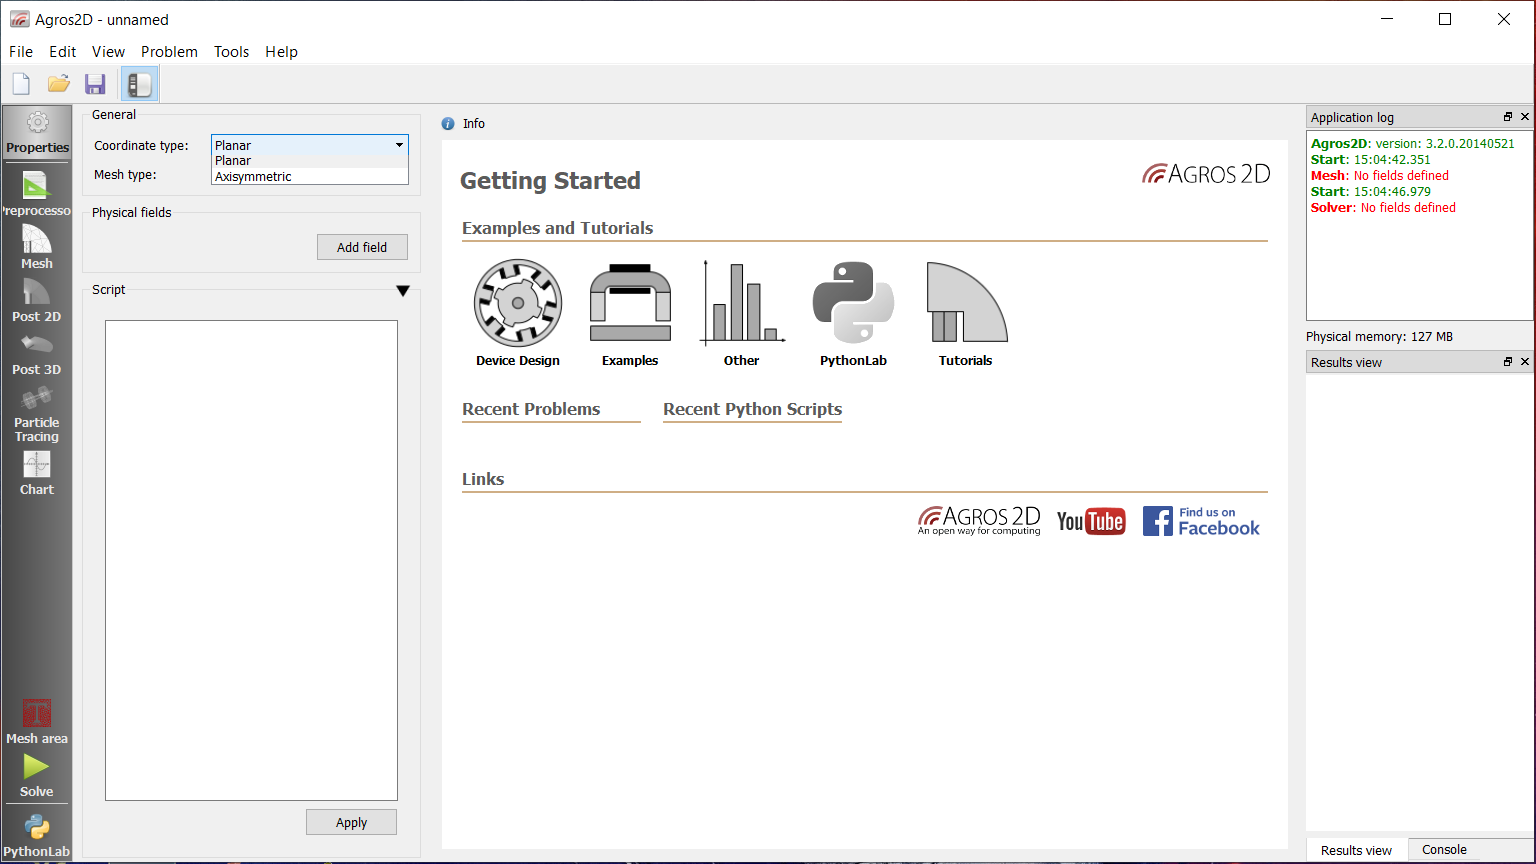 Agros2D - unnamed
File Edit View Problem Tools Help
Properties
Preprocesso
Mesh
Post 2D
Post 3D
Particle
Tracing
Chart
Mesh area
Solve
PythonLab
General
Coordinate type: Planar
Planar
Axisymmetric
Mesh type:
Physical fields
Add field
Script
Apply
Info
Getting Started
AGROS 2D
Examples and Tutorials
Device Design
Examples
Other
PythonLab
Tutorials
Recent Problems
Recent Python Scripts
Links
AGROS 2D
An open way for computing
YouTube
Find us on
Facebook
Application log
Agros2D: version: 3.2.0.20140521
Start: 15:04:42.351
Mesh: No fields defined
Start: 15:04:46.979
Solver: No fields defined
Physical memory: 127 MB
Results view
Results view
Console